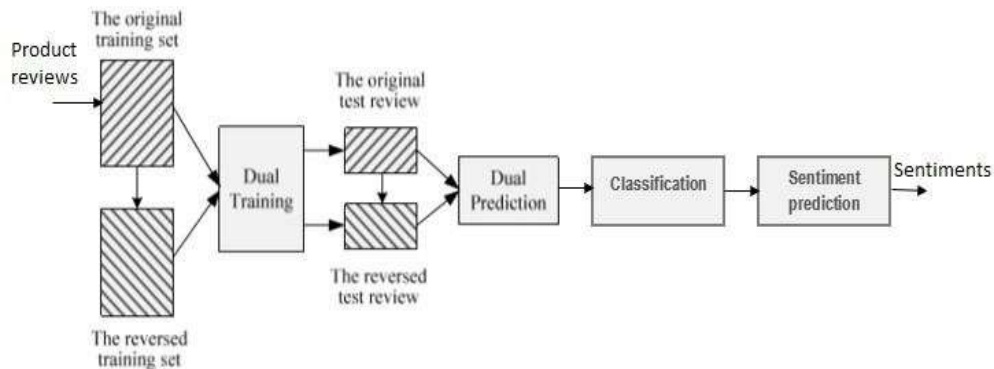 The original
training set
Product
reviews
The original
test review
Dual
Training
Dual
Prediction
Classification
Sentiment
prediction
Sentiments
The reversed
test review
The reversed
training set